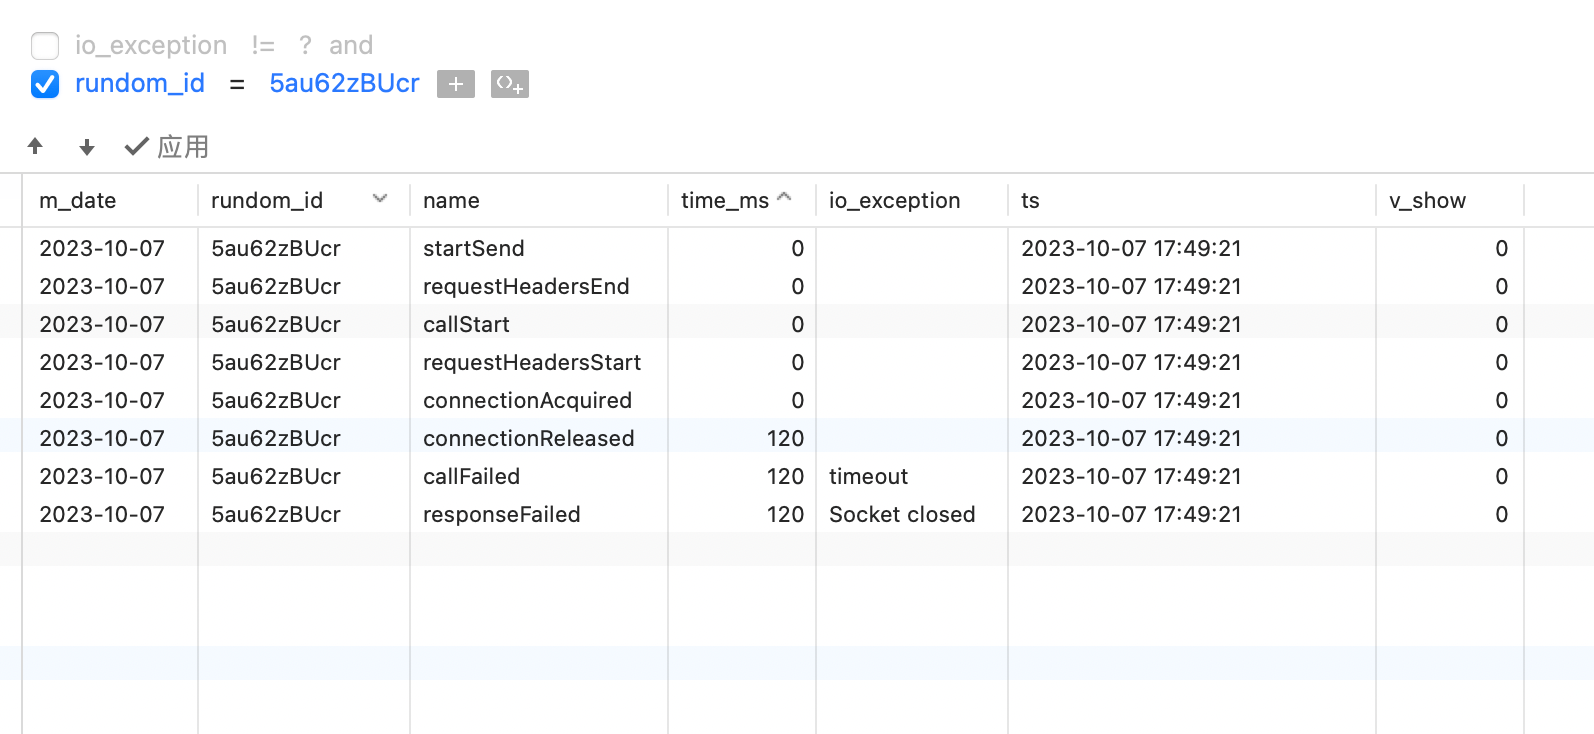 io_exception != ? and
rundom_id = 5au62zBUcr
应用
m_date rundom_id name time_ms io_exception ts v_show
2023-10-07 5au62zBUcr startSend 0 2023-10-07 17:49:21 0
2023-10-07 5au62zBUcr requestHeadersEnd 0 2023-10-07 17:49:21 0
2023-10-07 5au62zBUcr callStart 0 2023-10-07 17:49:21 0
2023-10-07 5au62zBUcr requestHeadersStart 0 2023-10-07 17:49:21 0
2023-10-07 5au62zBUcr connectionAcquired 0 2023-10-07 17:49:21 0
2023-10-07 5au62zBUcr connectionReleased 120 2023-10-07 17:49:21 0
2023-10-07 5au62zBUcr callFailed 120 timeout 2023-10-07 17:49:21 0
2023-10-07 5au62zBUcr responseFailed 120 Socket closed 2023-10-07 17:49:21 0